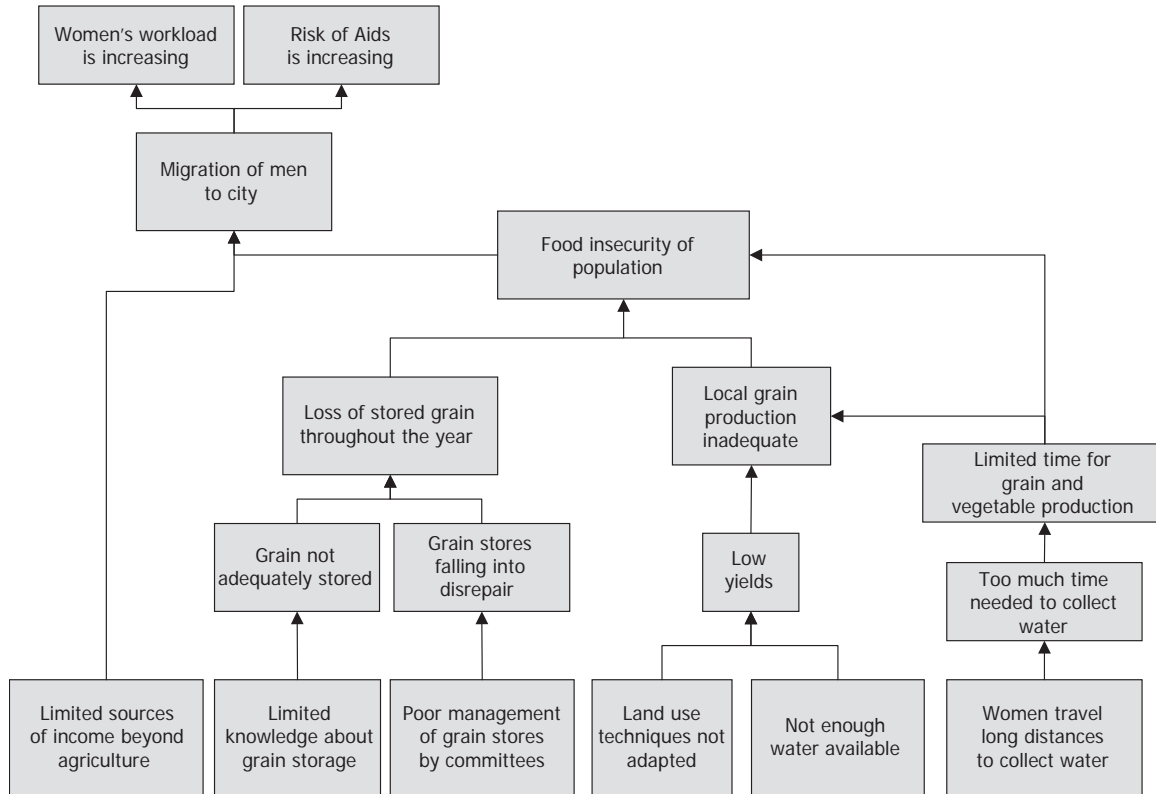 Women's workload
is increasing
Risk of Aids
is increasing
Migration of men
to city
Food insecurity of
population
Loss of stored grain
throughout the year
Local grain
production
inadequate
Limited time for
grain and
vegetable production
Grain not
adequately stored
Grain stores
falling into
disrepair
Low
yields
Too much time
needed to collect
water
Limited sources
of income beyond
agriculture
Limited
knowledge about
grain storage
Poor management
of grain stores
by committees
Land use
techniques not
adapted
Not enough
water available
Women travel
long distances
to collect water